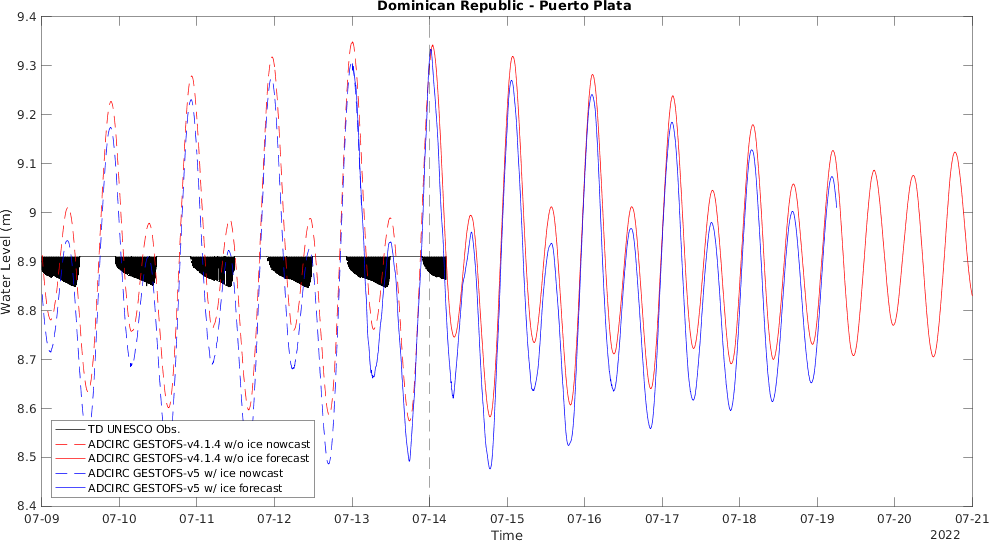 Dominican Republic - Puerto Plata
9.4
9.3
9.2
9.1
9
8.9
8.8
8.7
8.6
8.5
8.4
Water Level (m)
TD UNESCO Obs.
ADCIRC GESTOFS-v4.1.4 w/o ice nowcast
ADCIRC GESTOFS-v4.1.4 w/o ice forecast
ADCIRC GESTOFS-v5 w/ ice nowcast
ADCIRC GESTOFS-v5 w/ ice forecast
07-09 07-10 07-11 07-12 07-13 07-14 07-15 07-16 07-17 07-18 07-19 07-20 07-21
Time
2022